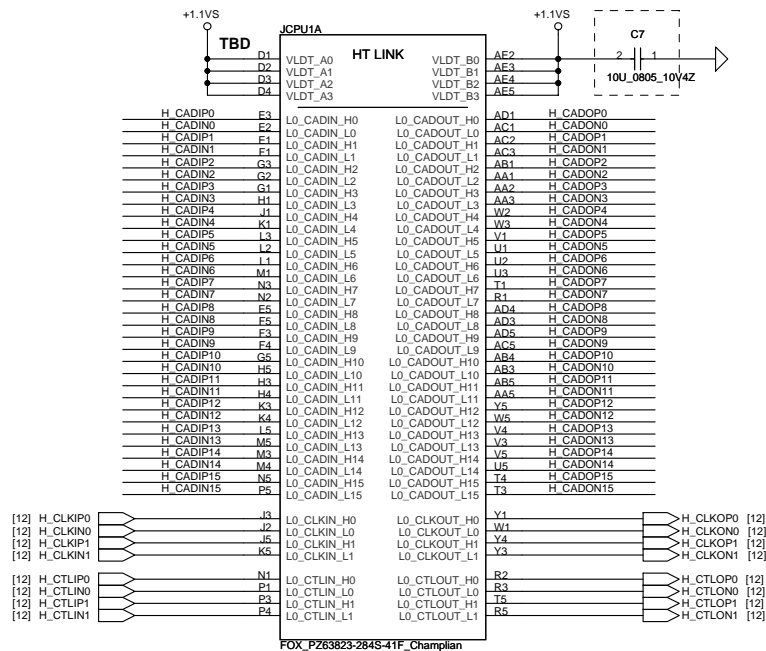 +1.1VS +1.1VS
JCPU1A C7
TBD HT LINK
D1 VLDT_A0 VLDT_B0 AE2 2 1
D2 VLDT_A1 VLDT_B1 AE3
D3 VLDT_A2 VLDT_B2 AE4 10U_0805_10V4Z
D4 VLDT_A3 VLDT_B3 AE5
H_CADIP0 E3 L0_CADIN_H0 L0_CADOUT_H0 AD1 H_CADOP0
H_CADIN0 E2 L0_CADIN_L0 L0_CADOUT_L0 AC1 H_CADON0
H_CADIP1 E1 L0_CADIN_H1 L0_CADOUT_H1 AC2 H_CADOP1
H_CADIN1 F1 L0_CADIN_L1 L0_CADOUT_L1 AC3 H_CADON1
H_CADIP2 G3 L0_CADIN_H2 L0_CADOUT_H2 AB1 H_CADOP2
H_CADIN2 G2 L0_CADIN_L2 L0_CADOUT_L2 AA1 H_CADON2
H_CADIP3 G1 L0_CADIN_H3 L0_CADOUT_H3 AA2 H_CADOP3
H_CADIN3 H1 L0_CADIN_L3 L0_CADOUT_L3 AA3 H_CADON3
H_CADIP4 J1 L0_CADIN_H4 L0_CADOUT_H4 W2 H_CADOP4
H_CADIN4 K1 L0_CADIN_L4 L0_CADOUT_L4 W3 H_CADON4
H_CADIP5 L3 L0_CADIN_H5 L0_CADOUT_H5 V1 H_CADOP5
H_CADIN5 L2 L0_CADIN_L5 L0_CADOUT_L5 U1 H_CADON5
H_CADIP6 L1 L0_CADIN_H6 L0_CADOUT_H6 U2 H_CADOP6
H_CADIN6 M1 L0_CADIN_L6 L0_CADOUT_L6 U3 H_CADON6
H_CADIP7 N3 L0_CADIN_H7 L0_CADOUT_H7 T1 H_CADOP7
H_CADIN7 N2 L0_CADIN_L7 L0_CADOUT_L7 R1 H_CADON7
H_CADIP8 E5 L0_CADIN_H8 L0_CADOUT_H8 AD4 H_CADOP8
H_CADIN8 F5 L0_CADIN_L8 L0_CADOUT_L8 AD3 H_CADON8
H_CADIP9 F3 L0_CADIN_H9 L0_CADOUT_H9 AD5 H_CADOP9
H_CADIN9 F4 L0_CADIN_L9 L0_CADOUT_L9 AC5 H_CADON9
H_CADIP10 G5 L0_CADIN_H10 L0_CADOUT_H10 AB4 H_CADOP10
H_CADIN10 H5 L0_CADIN_L10 L0_CADOUT_L10 AB3 H_CADON10
H_CADIP11 H3 L0_CADIN_H11 L0_CADOUT_H11 AB5 H_CADOP11
H_CADIN11 H4 L0_CADIN_L11 L0_CADOUT_L11 AA5 H_CADON11
H_CADIP12 K3 L0_CADIN_H12 L0_CADOUT_H12 Y5 H_CADOP12
H_CADIN12 K4 L0_CADIN_L12 L0_CADOUT_L12 W5 H_CADON12
H_CADIP13 L5 L0_CADIN_H13 L0_CADOUT_H13 V4 H_CADOP13
H_CADIN13 M5 L0_CADIN_L13 L0_CADOUT_L13 V3 H_CADON13
H_CADIP14 M3 L0_CADIN_H14 L0_CADOUT_H14 V5 H_CADOP14
H_CADIN14 M4 L0_CADIN_L14 L0_CADOUT_L14 U5 H_CADON14
H_CADIP15 N5 L0_CADIN_H15 L0_CADOUT_H15 T4 H_CADOP15
H_CADIN15 P5 L0_CADIN_L15 L0_CADOUT_L15 T3 H_CADON15
[12] H_CLKIP0 J3 L0_CLKIN_H0 L0_CLKOUT_H0 Y1 H_CLKOP0 [12]
[12] H_CLKIN0 J2 L0_CLKIN_L0 L0_CLKOUT_L0 W1 H_CLKON0 [12]
[12] H_CLKIP1 J5 L0_CLKIN_H1 L0_CLKOUT_H1 Y4 H_CLKOP1 [12]
[12] H_CLKIN1 K5 L0_CLKIN_L1 L0_CLKOUT_L1 Y3 H_CLKON1 [12]
[12] H_CTLIP0 N1 L0_CTLIN_H0 L0_CTLOUT_H0 R2 H_CTLOP0 [12]
[12] H_CTLIN0 P1 L0_CTLIN_L0 L0_CTLOUT_L0 R3 H_CTLON0 [12]
[12] H_CTLIP1 P3 L0_CTLIN_H1 L0_CTLOUT_H1 T5 H_CTLOP1 [12]
[12] H_CTLIN1 P4 L0_CTLIN_L1 L0_CTLOUT_L1 R5 H_CTLON1 [12]
FOX_PZ63823-284S-41F_Champlian